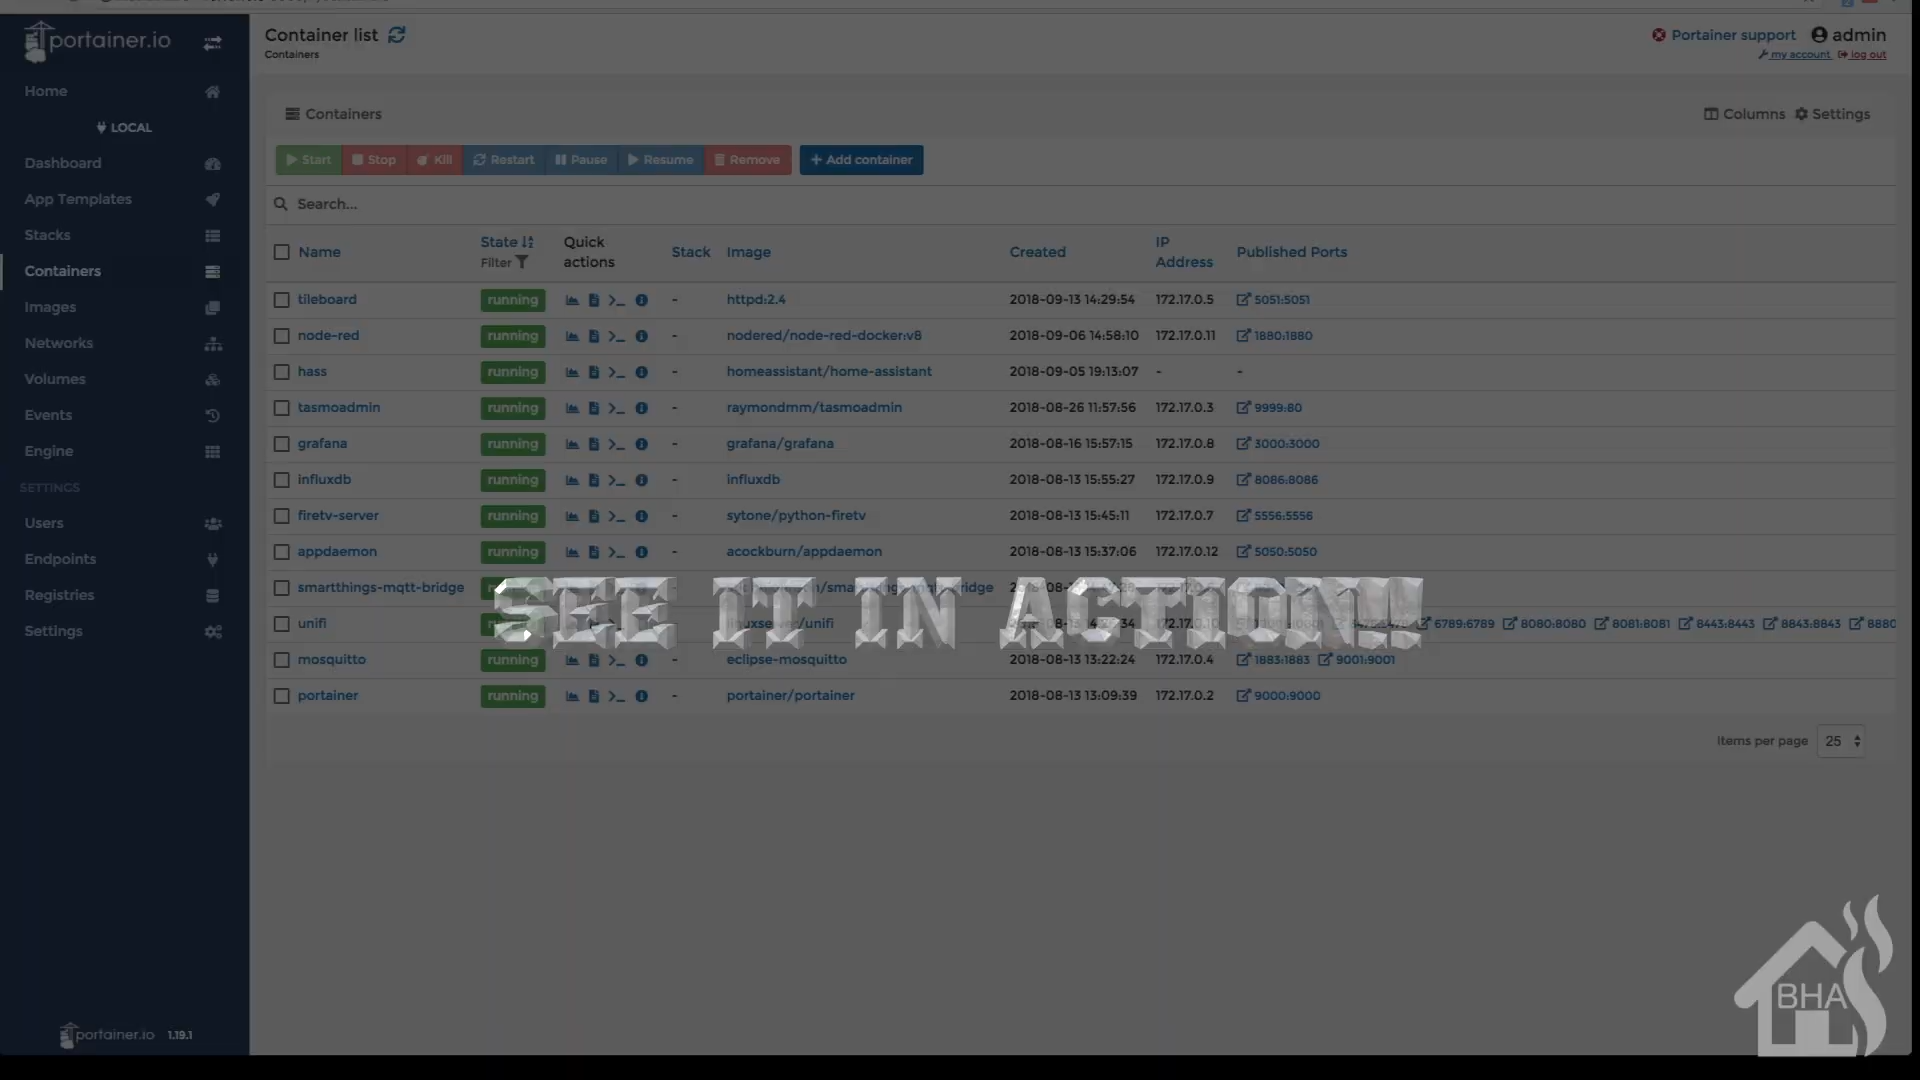 portainer.io
Container list
Containers
Portainer support admin
my account log out
Home
LOCAL
Dashboard
App Templates
Stacks
Containers
Images
Networks
Volumes
Events
Engine
SETTINGS
Users
Endpoints
Registries
Settings
portainer.io 1.19.1
Containers
Columns Settings
Start Stop Kill Restart Pause Resume Remove Add container
Search...
Name State Filter Quick actions Stack Image Created IP Address Published Ports
tileboard running - httpd:2.4 2018-09-13 14:29:54 172.17.0.5 5051:5051
node-red running - nodered/node-red-docker:v8 2018-09-06 14:58:10 172.17.0.11 1880:1880
hass running - homeassistant/home-assistant 2018-09-05 19:13:07 - -
tasmoadmin running - raymondmm/tasmoadmin 2018-08-26 11:57:56 172.17.0.3 9999:80
grafana running - grafana/grafana 2018-08-16 15:57:15 172.17.0.8 3000:3000
influxdb running - influxdb 2018-08-13 15:55:27 172.17.0.9 8086:8086
firetv-server running - sytone/python-firetv 2018-08-13 15:45:11 172.17.0.7 5556:5556
appdaemon running - acockburn/appdaemon 2018-08-13 15:37:06 172.17.0.12 5050:5050
smartthings-mqtt-bridge
SEE IT IN ACTION!!
unifi 6789:6789 8080:8080 8081:8081 8443:8443 8843:8843 8880
mosquitto running - eclipse-mosquitto 2018-08-13 13:22:24 172.17.0.4 1883:1883 9001:9001
portainer running - portainer/portainer 2018-08-13 13:09:39 172.17.0.2 9000:9000
Items per page 25
BHA